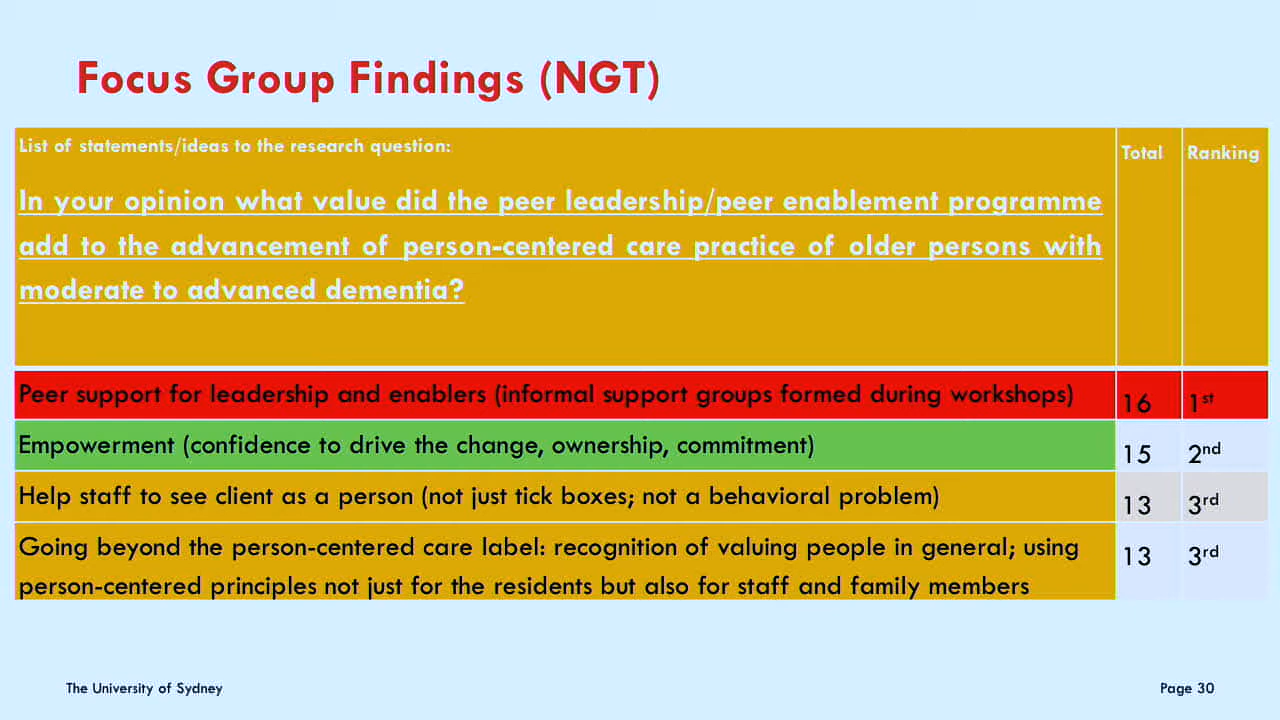 Focus Group Findings (NGT)
List of statements/ideas to the research question:
Total
Ranking
In your opinion what value did the peer leadership/peer enablement programme
add to the advancement of person-centered care practice of older persons with
moderate to advanced dementia?
Peer support for leadership and enablers (informal support groups formed during workshops)
16
1st
Empowerment (confidence to drive the change, ownership, commitment)
15
2nd
Help staff to see client as a person (not just tick boxes; not a behavioral problem)
13
3rd
Going beyond the person-centered care label: recognition of valuing people in general; using
person-centered principles not just for the residents but also for staff and family members
13
3rd
The University of Sydney
Page 30